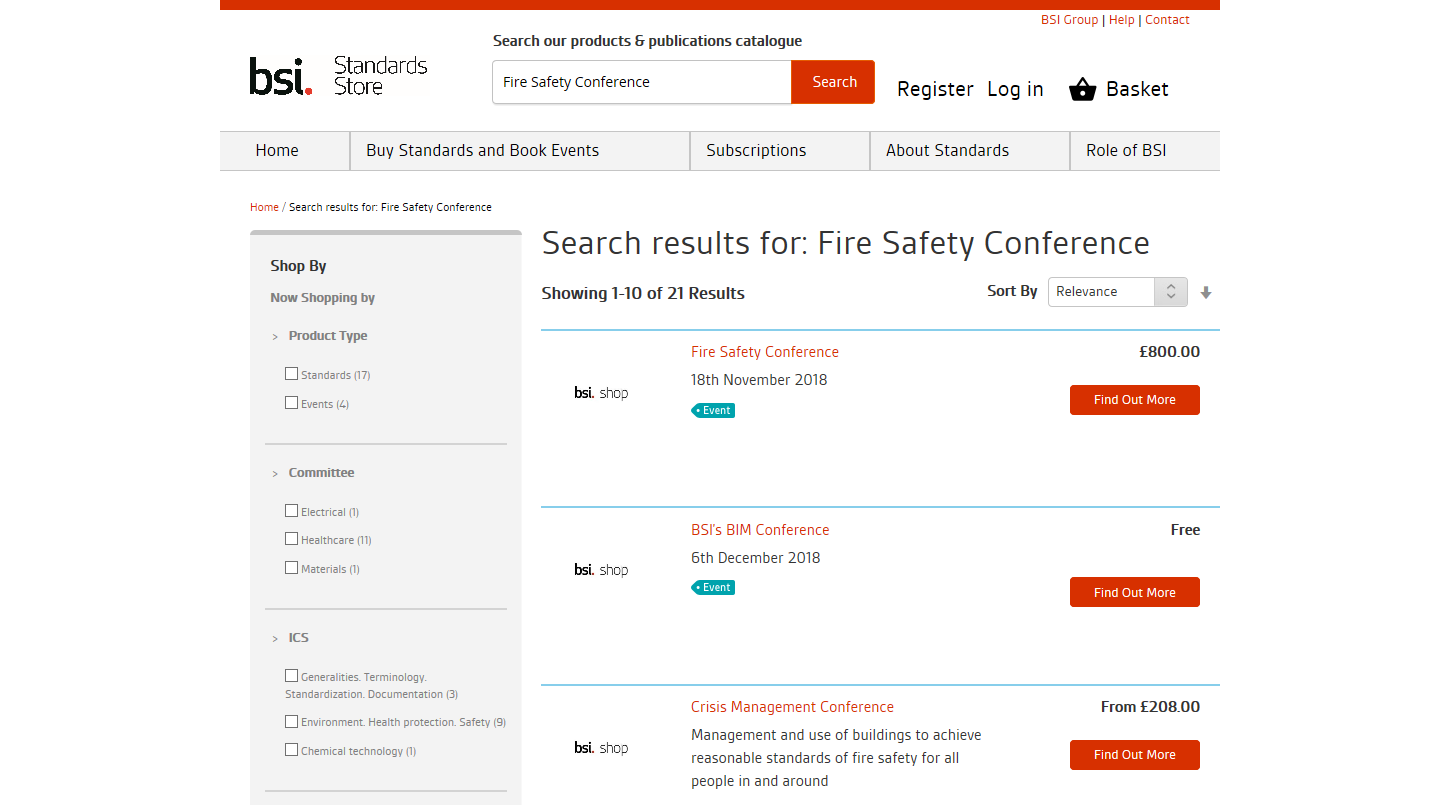 BSI Group | Help | Contact
Search our products & publications catalogue
bsi. Standards Store
Fire Safety Conference
Search
Register Log in Basket
Home
Buy Standards and Book Events
Subscriptions
About Standards
Role of BSI
Home / Search results for: Fire Safety Conference
Shop By
Now Shopping by
> Product Type
Standards (17)
Events (4)
> Committee
Electrical (1)
Healthcare (11)
Materials (1)
> ICS
Generalities. Terminology.
Standardization. Documentation (3)
Environment. Health protection. Safety (9)
Chemical technology (1)
Search results for: Fire Safety Conference
Showing 1-10 of 21 Results
Sort By Relevance
bsi. shop
Fire Safety Conference
£800.00
18th November 2018
Event
Find Out More
bsi. shop
BSI's BIM Conference
Free
6th December 2018
Event
Find Out More
bsi. shop
Crisis Management Conference
From £208.00
Management and use of buildings to achieve
reasonable standards of fire safety for all
people in and around
Find Out More